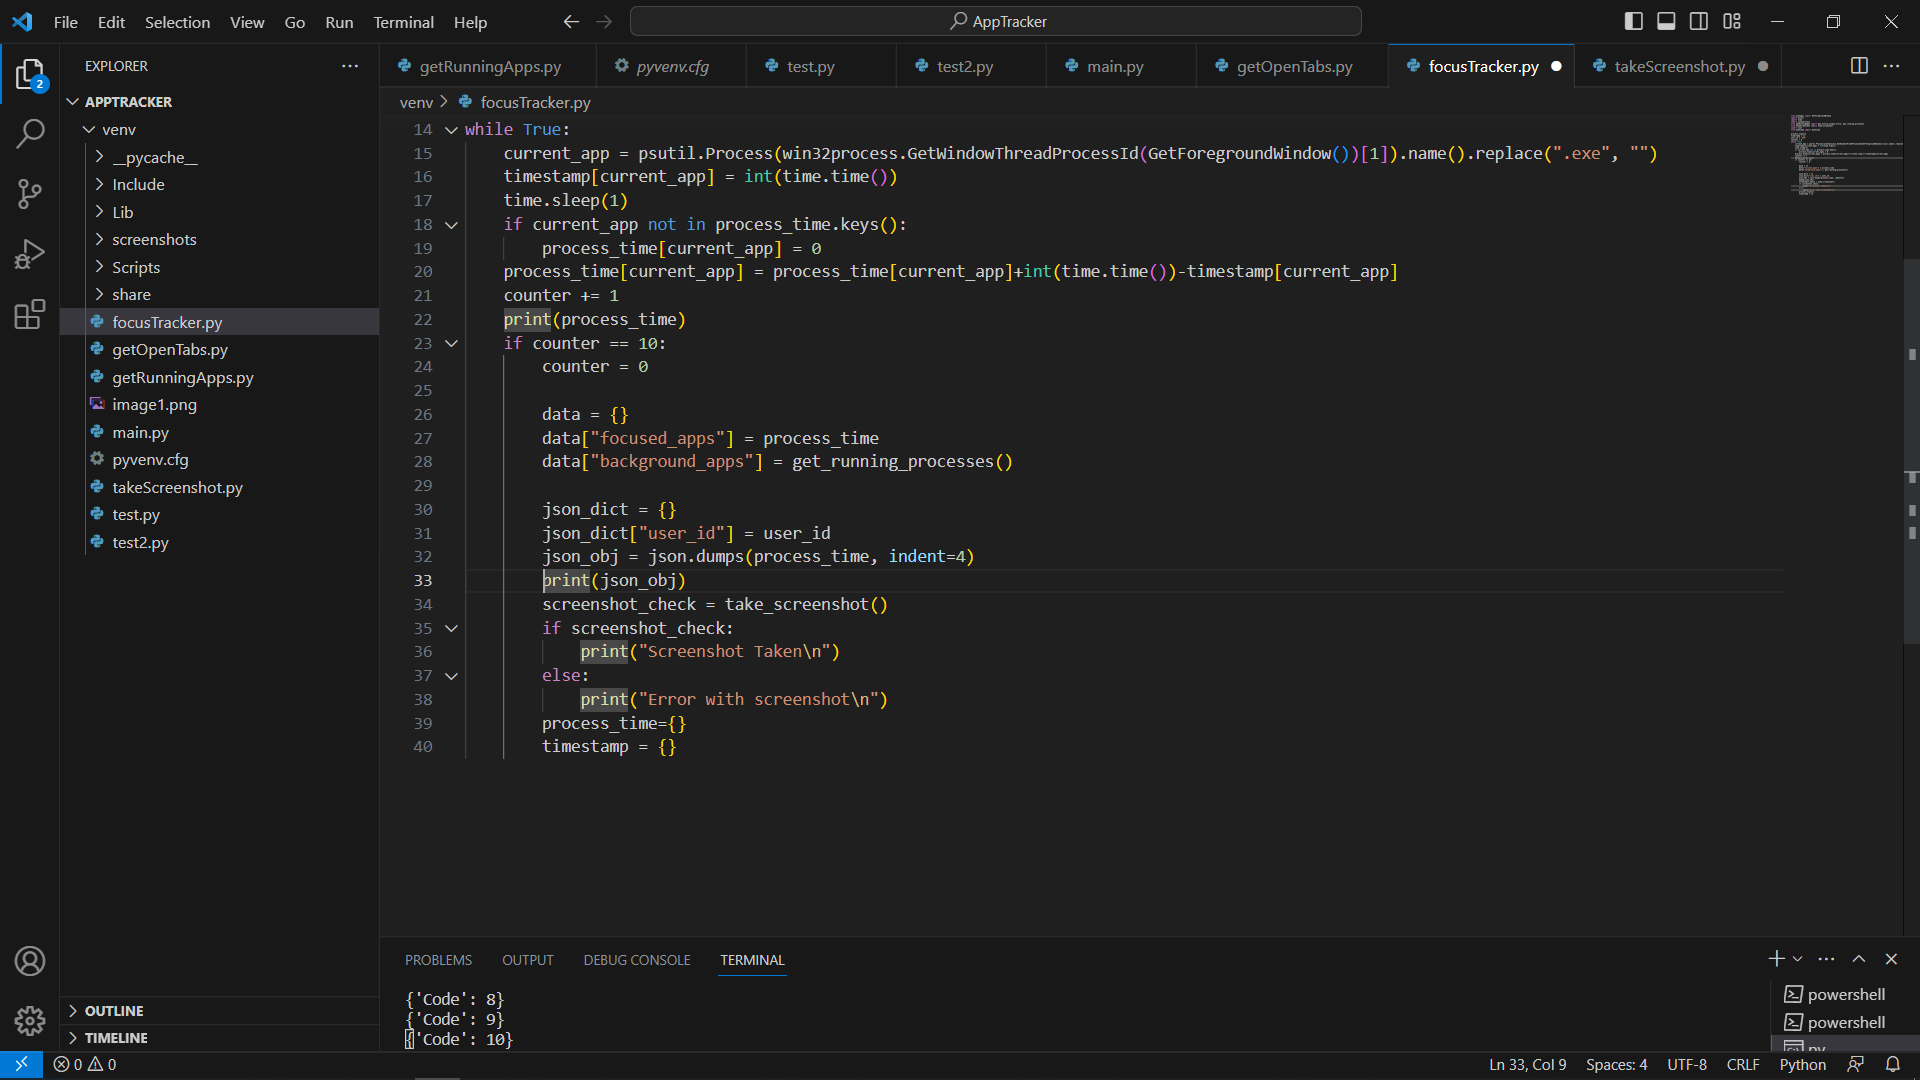 File Edit Selection View Go Run Terminal Help
AppTracker
EXPLORER
2
APPTRACKER
venv
__pycache__
Include
Lib
screenshots
Scripts
share
focusTracker.py
getOpenTabs.py
getRunningApps.py
image1.png
main.py
pyvenv.cfg
takeScreenshot.py
test.py
test2.py
OUTLINE
TIMELINE
getRunningApps.py pyvenv.cfg test.py test2.py main.py getOpenTabs.py focusTracker.py takeScreenshot.py
venv > focusTracker.py
14 while True:
15 current_app = psutil.Process(win32process.GetWindowThreadProcessId(GetForegroundWindow())[1]).name().replace(".exe", "")
16 timestamp[current_app] = int(time.time())
17 time.sleep(1)
18 if current_app not in process_time.keys():
19 process_time[current_app] = 0
20 process_time[current_app] = process_time[current_app]+int(time.time())-timestamp[current_app]
21 counter += 1
22 print(process_time)
23 if counter == 10:
24 counter = 0
25
26 data = {}
27 data["focused_apps"] = process_time
28 data["background_apps"] = get_running_processes()
29
30 json_dict = {}
31 json_dict["user_id"] = user_id
32 json_obj = json.dumps(process_time, indent=4)
33 print(json_obj)
34 screenshot_check = take_screenshot()
35 if screenshot_check:
36 print("Screenshot Taken\n")
37 else:
38 print("Error with screenshot\n")
39 process_time={}
40 timestamp = {}
PROBLEMS OUTPUT DEBUG CONSOLE TERMINAL
{'Code': 8}
{'Code': 9}
{'Code': 10}
powershell
powershell
py
0 0 Ln 33, Col 9 Spaces: 4 UTF-8 CRLF Python